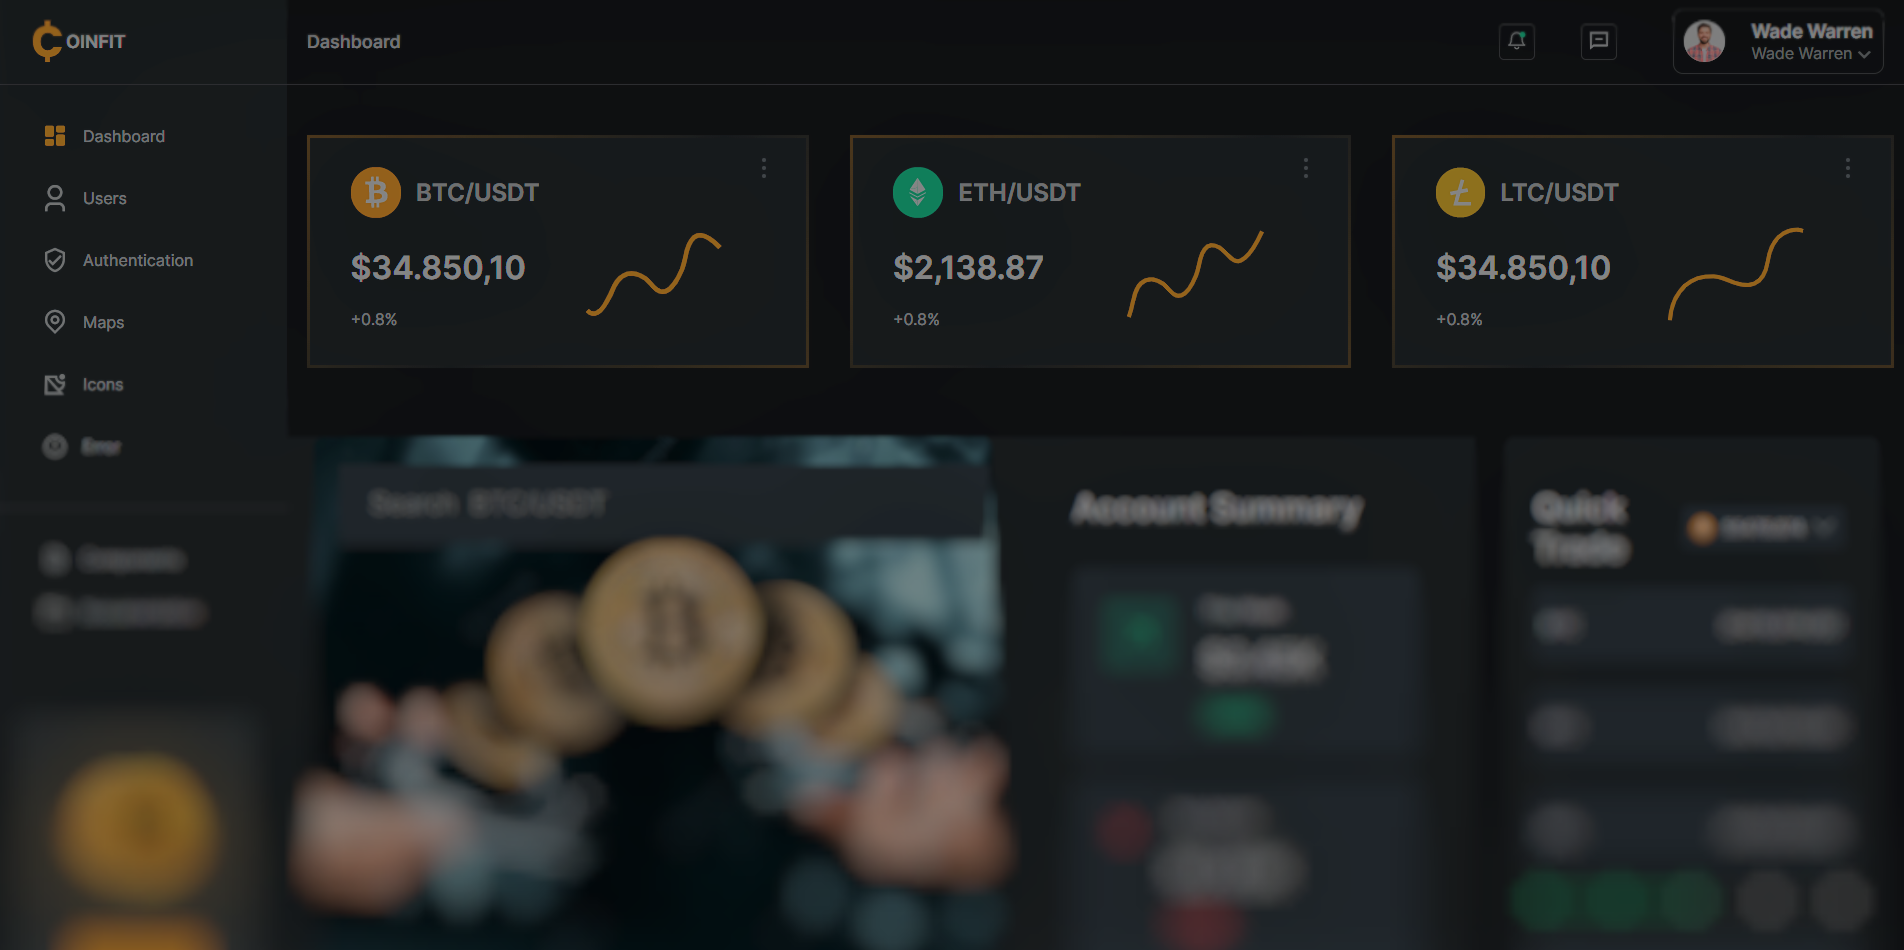 OINFIT
Dashboard
Wade Warren
Wade Warren
Dashboard
Users
Authentication
Maps
Icons
Error
BTC/USDT
$34.850,10
+0.8%
ETH/USDT
$2,138.87
+0.8%
LTC/USDT
$34.850,10
+0.8%
Search BTC/USDT
Account Summary
Quick
Trade